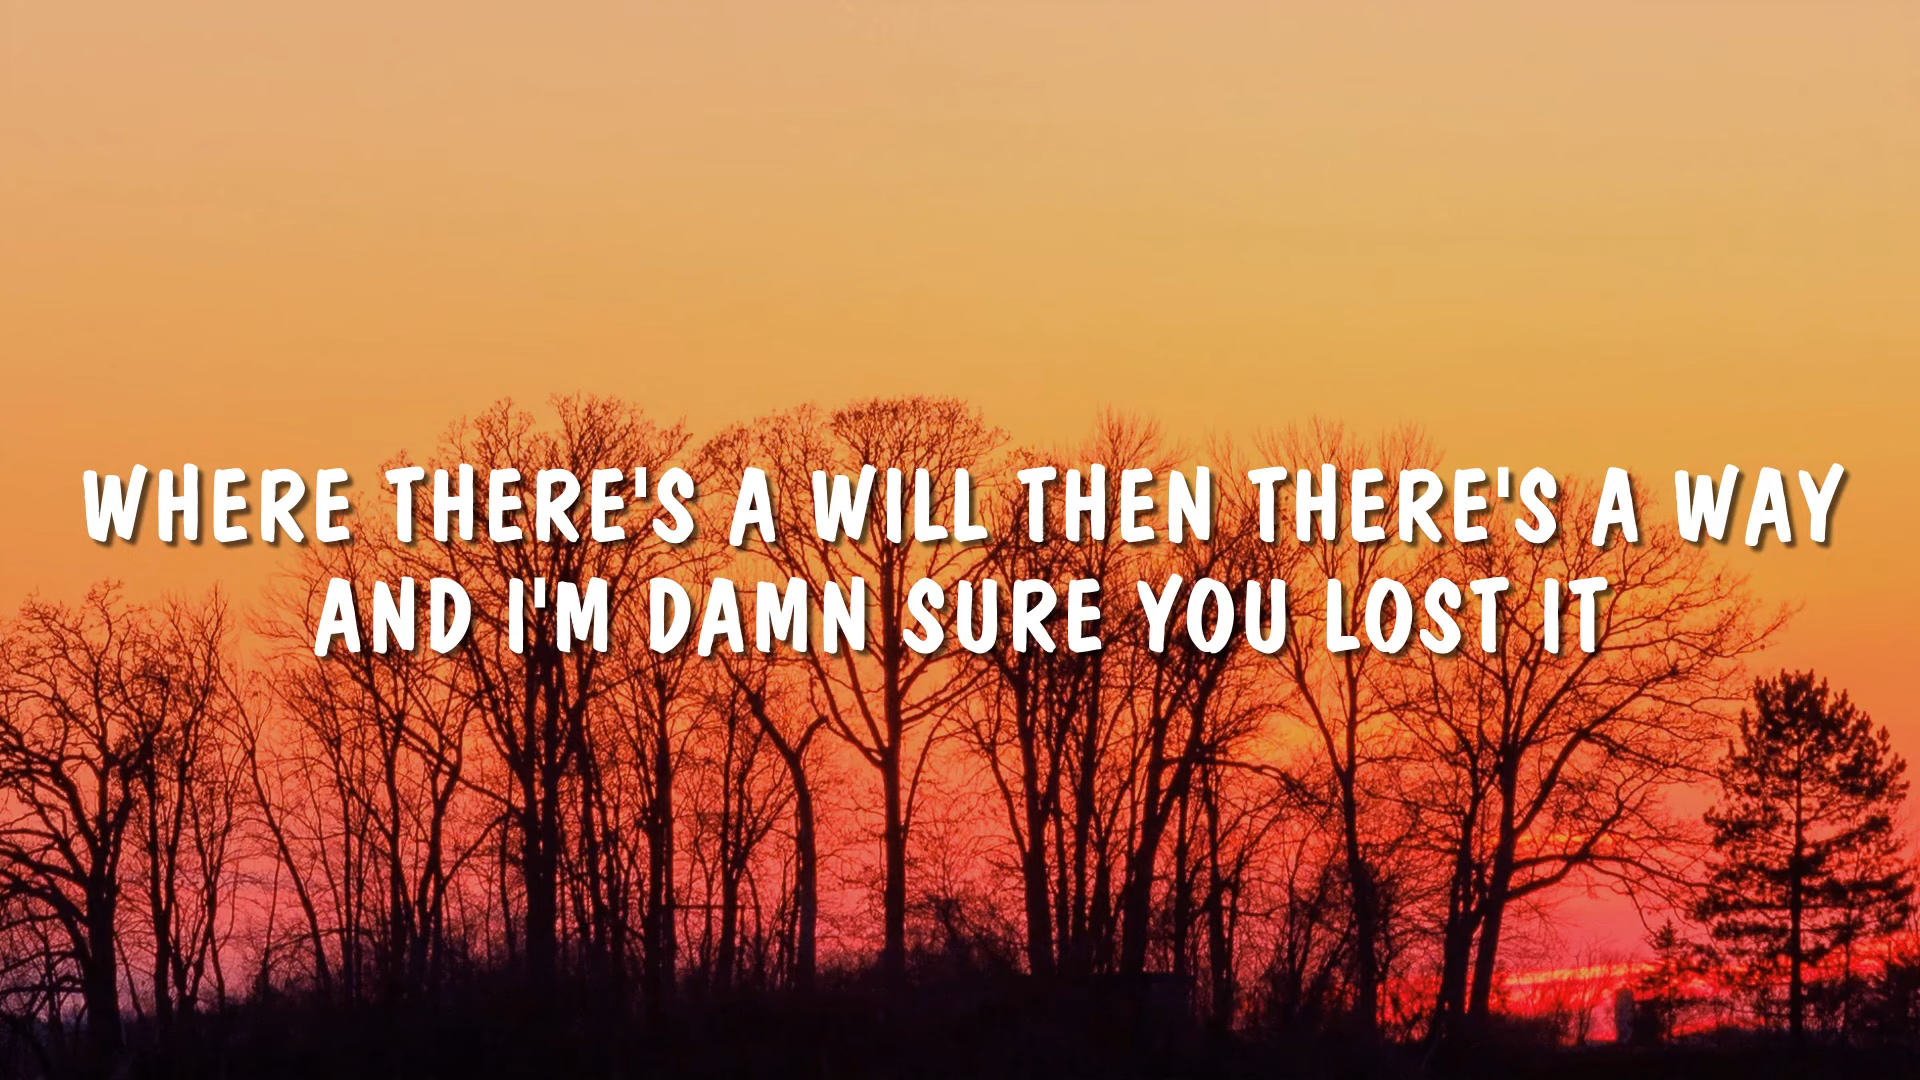 WHERE THERE'S A WILL THEN THERE'S A WAY
AND I'M DAMN SURE YOU LOST IT